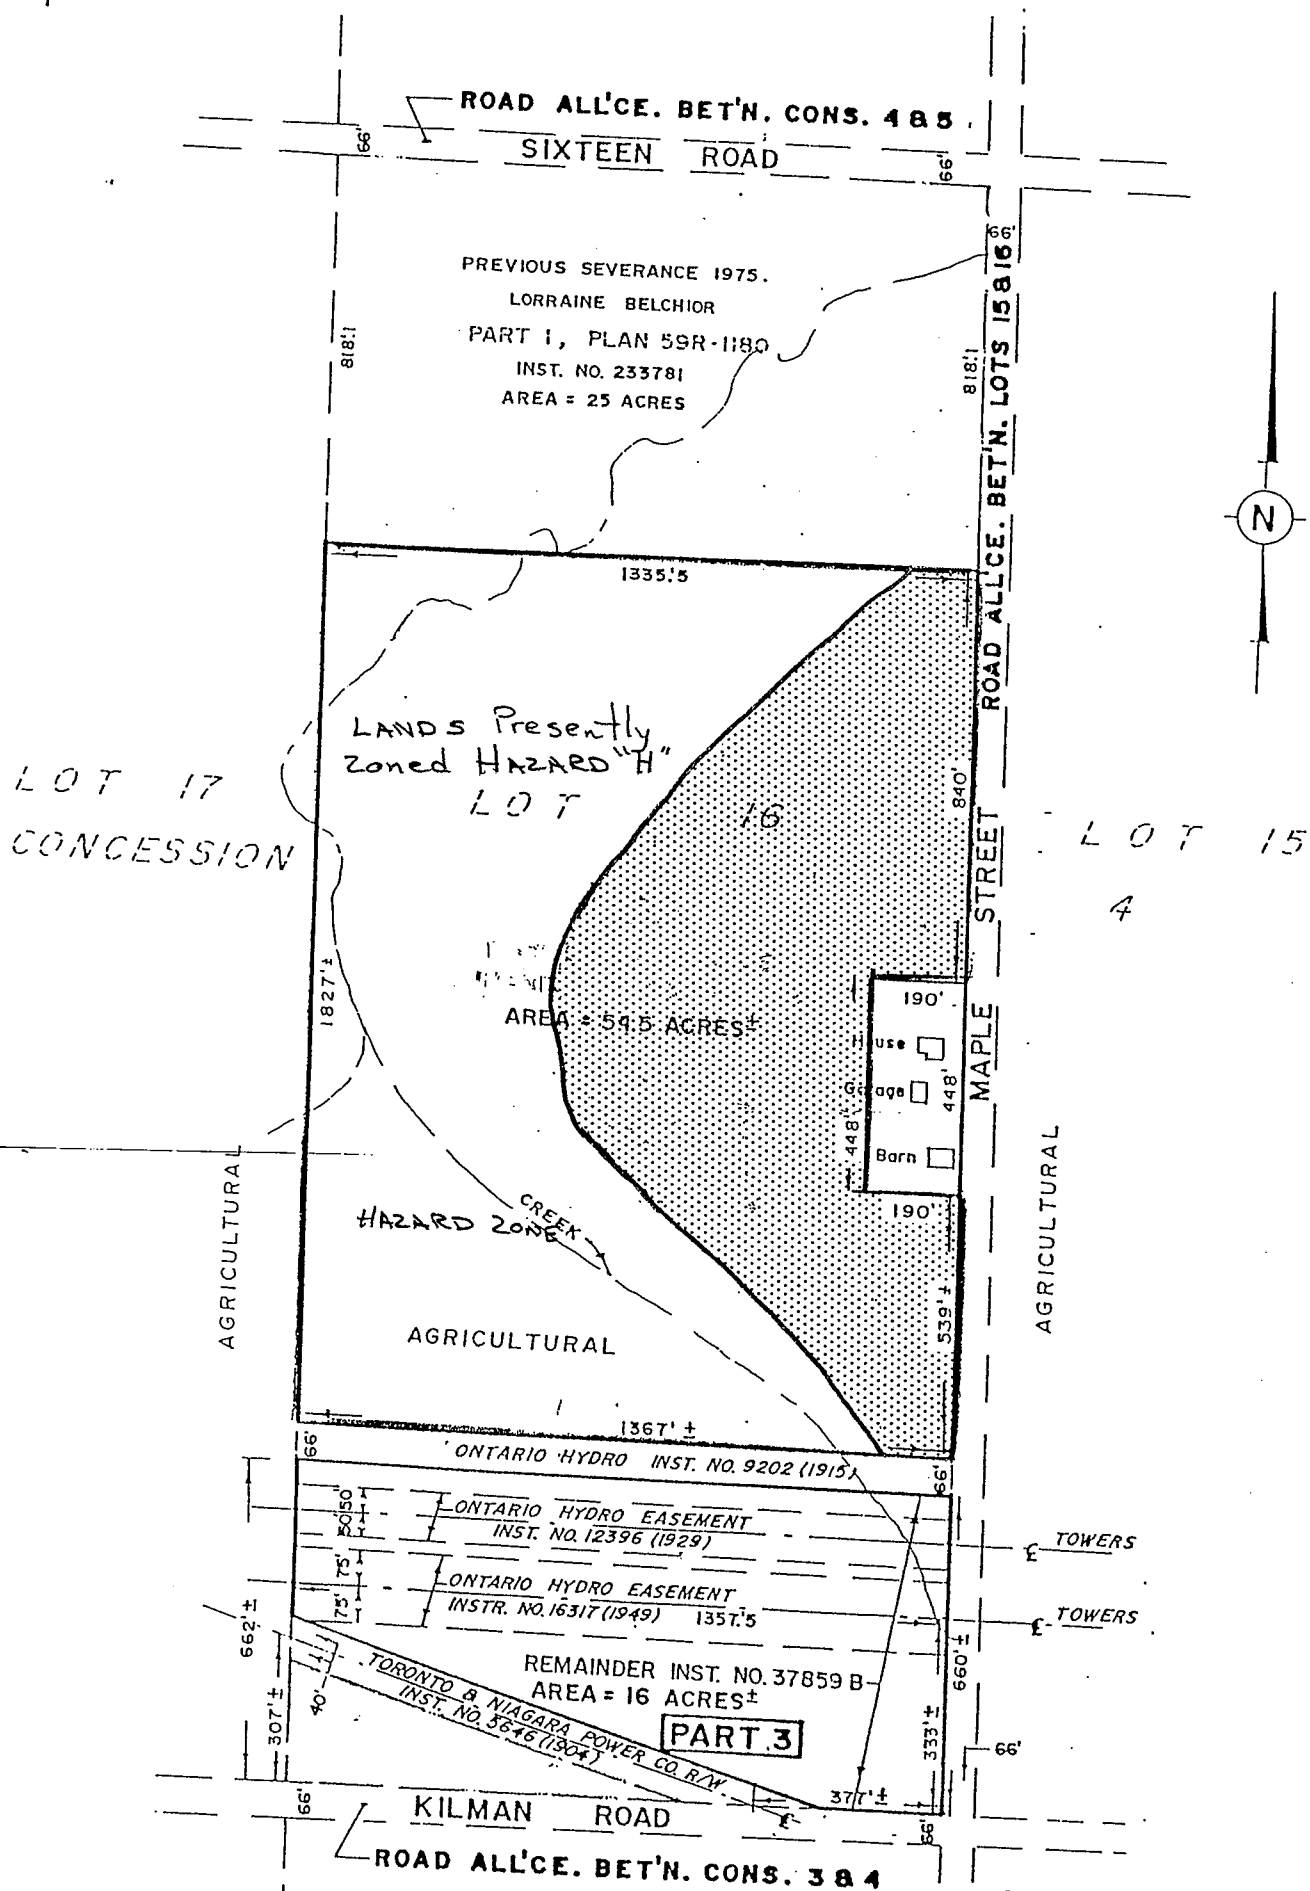 ROAD ALL'CE. BET'N. CONS. 4 & 5
SIXTEEN ROAD
66'
66'
66'
PREVIOUS SEVERANCE 1975.
LORRAINE BELCHIOR
PART 1, PLAN 59R-1180
INST. NO. 233781
AREA = 25 ACRES
818.'1
818.'1
ROAD ALL'CE. BET'N. LOTS 15 & 16
MAPLE STREET
N
1335.'5
LANDS Presently
Zoned HAZARD "H"
LOT 16
LOT 17
CONCESSION
LOT 15
4
840'
1827'±
AREA = 59.5 ACRES±
190'
House
Garage
448'
448'
Barn
190'
539'±
AGRICULTURAL
AGRICULTURAL
CREEK
HAZARD ZONE
AGRICULTURAL
1367'±
66'
ONTARIO HYDRO INST. NO. 9202 (1915)
66'
50' 50'
ONTARIO HYDRO EASEMENT
INST. NO. 12396 (1929)
TOWERS
75'
75'
ONTARIO HYDRO EASEMENT
INSTR. NO. 16317 (1949) 1357.'5
TOWERS
662'±
660'±
REMAINDER INST. NO. 37859 B
AREA = 16 ACRES±
PART 3
TORONTO & NIAGARA POWER CO. R/W
INST. NO. 5646 (1904)
40'
307'±
333'±
66'
377'±
66'
66'
KILMAN ROAD
ROAD ALL'CE. BET'N. CONS. 3 & 4